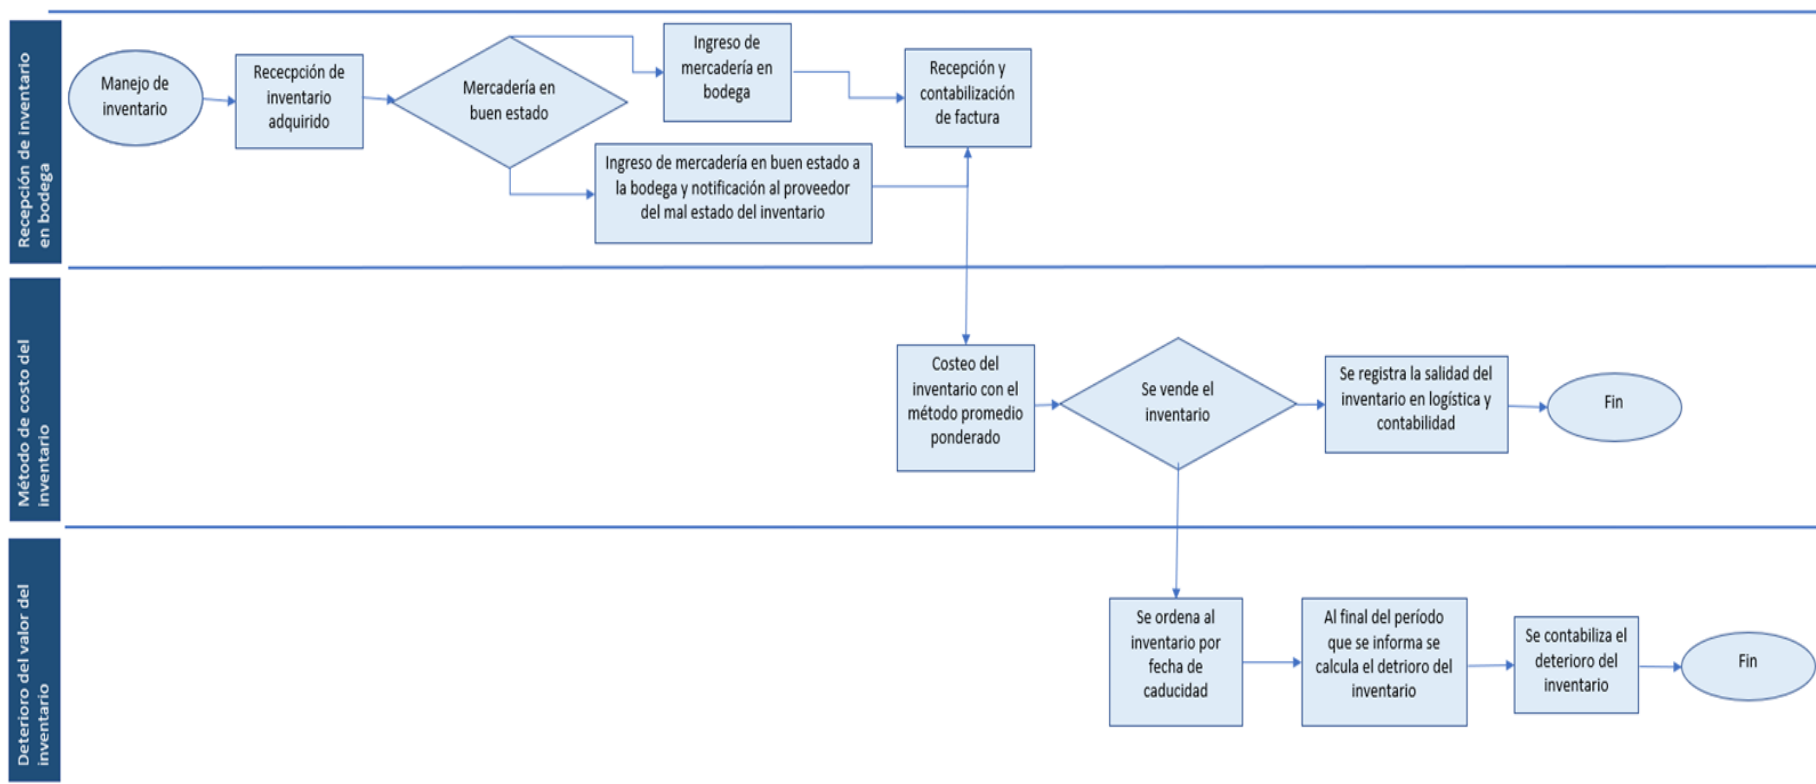 Recepción de inventario
en bodega
Manejo de
inventario
Rececpción de
inventario
adquirido
Mercadería en
buen estado
Ingreso de
mercadería en
bodega
Ingreso de mercadería en buen estado a
la bodega y notificación al proveedor
del mal estado del inventario
Recepción y
contabilización
de factura
Método de costo del
inventario
Costeo del
inventario con el
método promedio
ponderado
Se vende el
inventario
Se registra la salidad del
inventario en logística y
contabilidad
Fin
Deterioro del valor del
inventario
Se ordena al
inventario por
fecha de
caducidad
Al final del período
que se informa se
calcula el detrioro del
inventario
Se contabiliza el
deterioro del
inventario
Fin